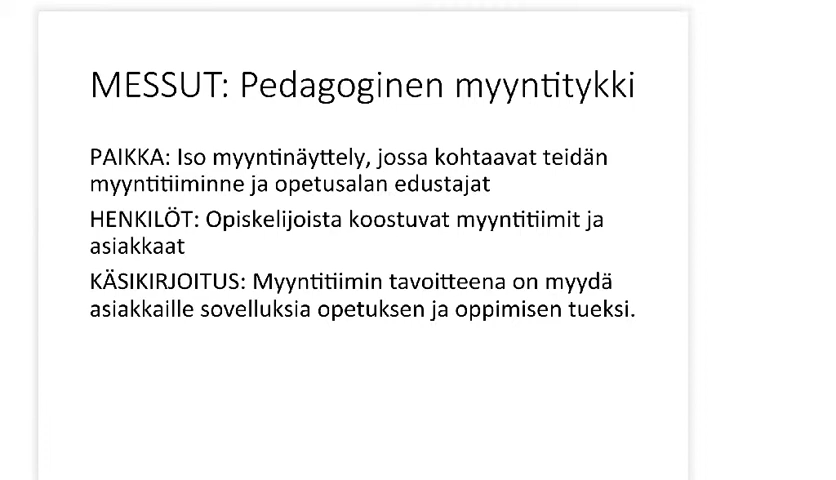 MESSUT: Pedagoginen myyntitykki
PAIKKA: Iso myyntinäyttely, jossa kohtaavat teidän
myyntitiiminne ja opetusalan edustajat
HENKILÖT: Opiskelijoista koostuvat myyntitiimit ja
asiakkaat
KÄSIKIRJOITUS: Myyntitiimin tavoitteena on myydä
asiakkaille sovelluksia opetuksen ja oppimisen tueksi.